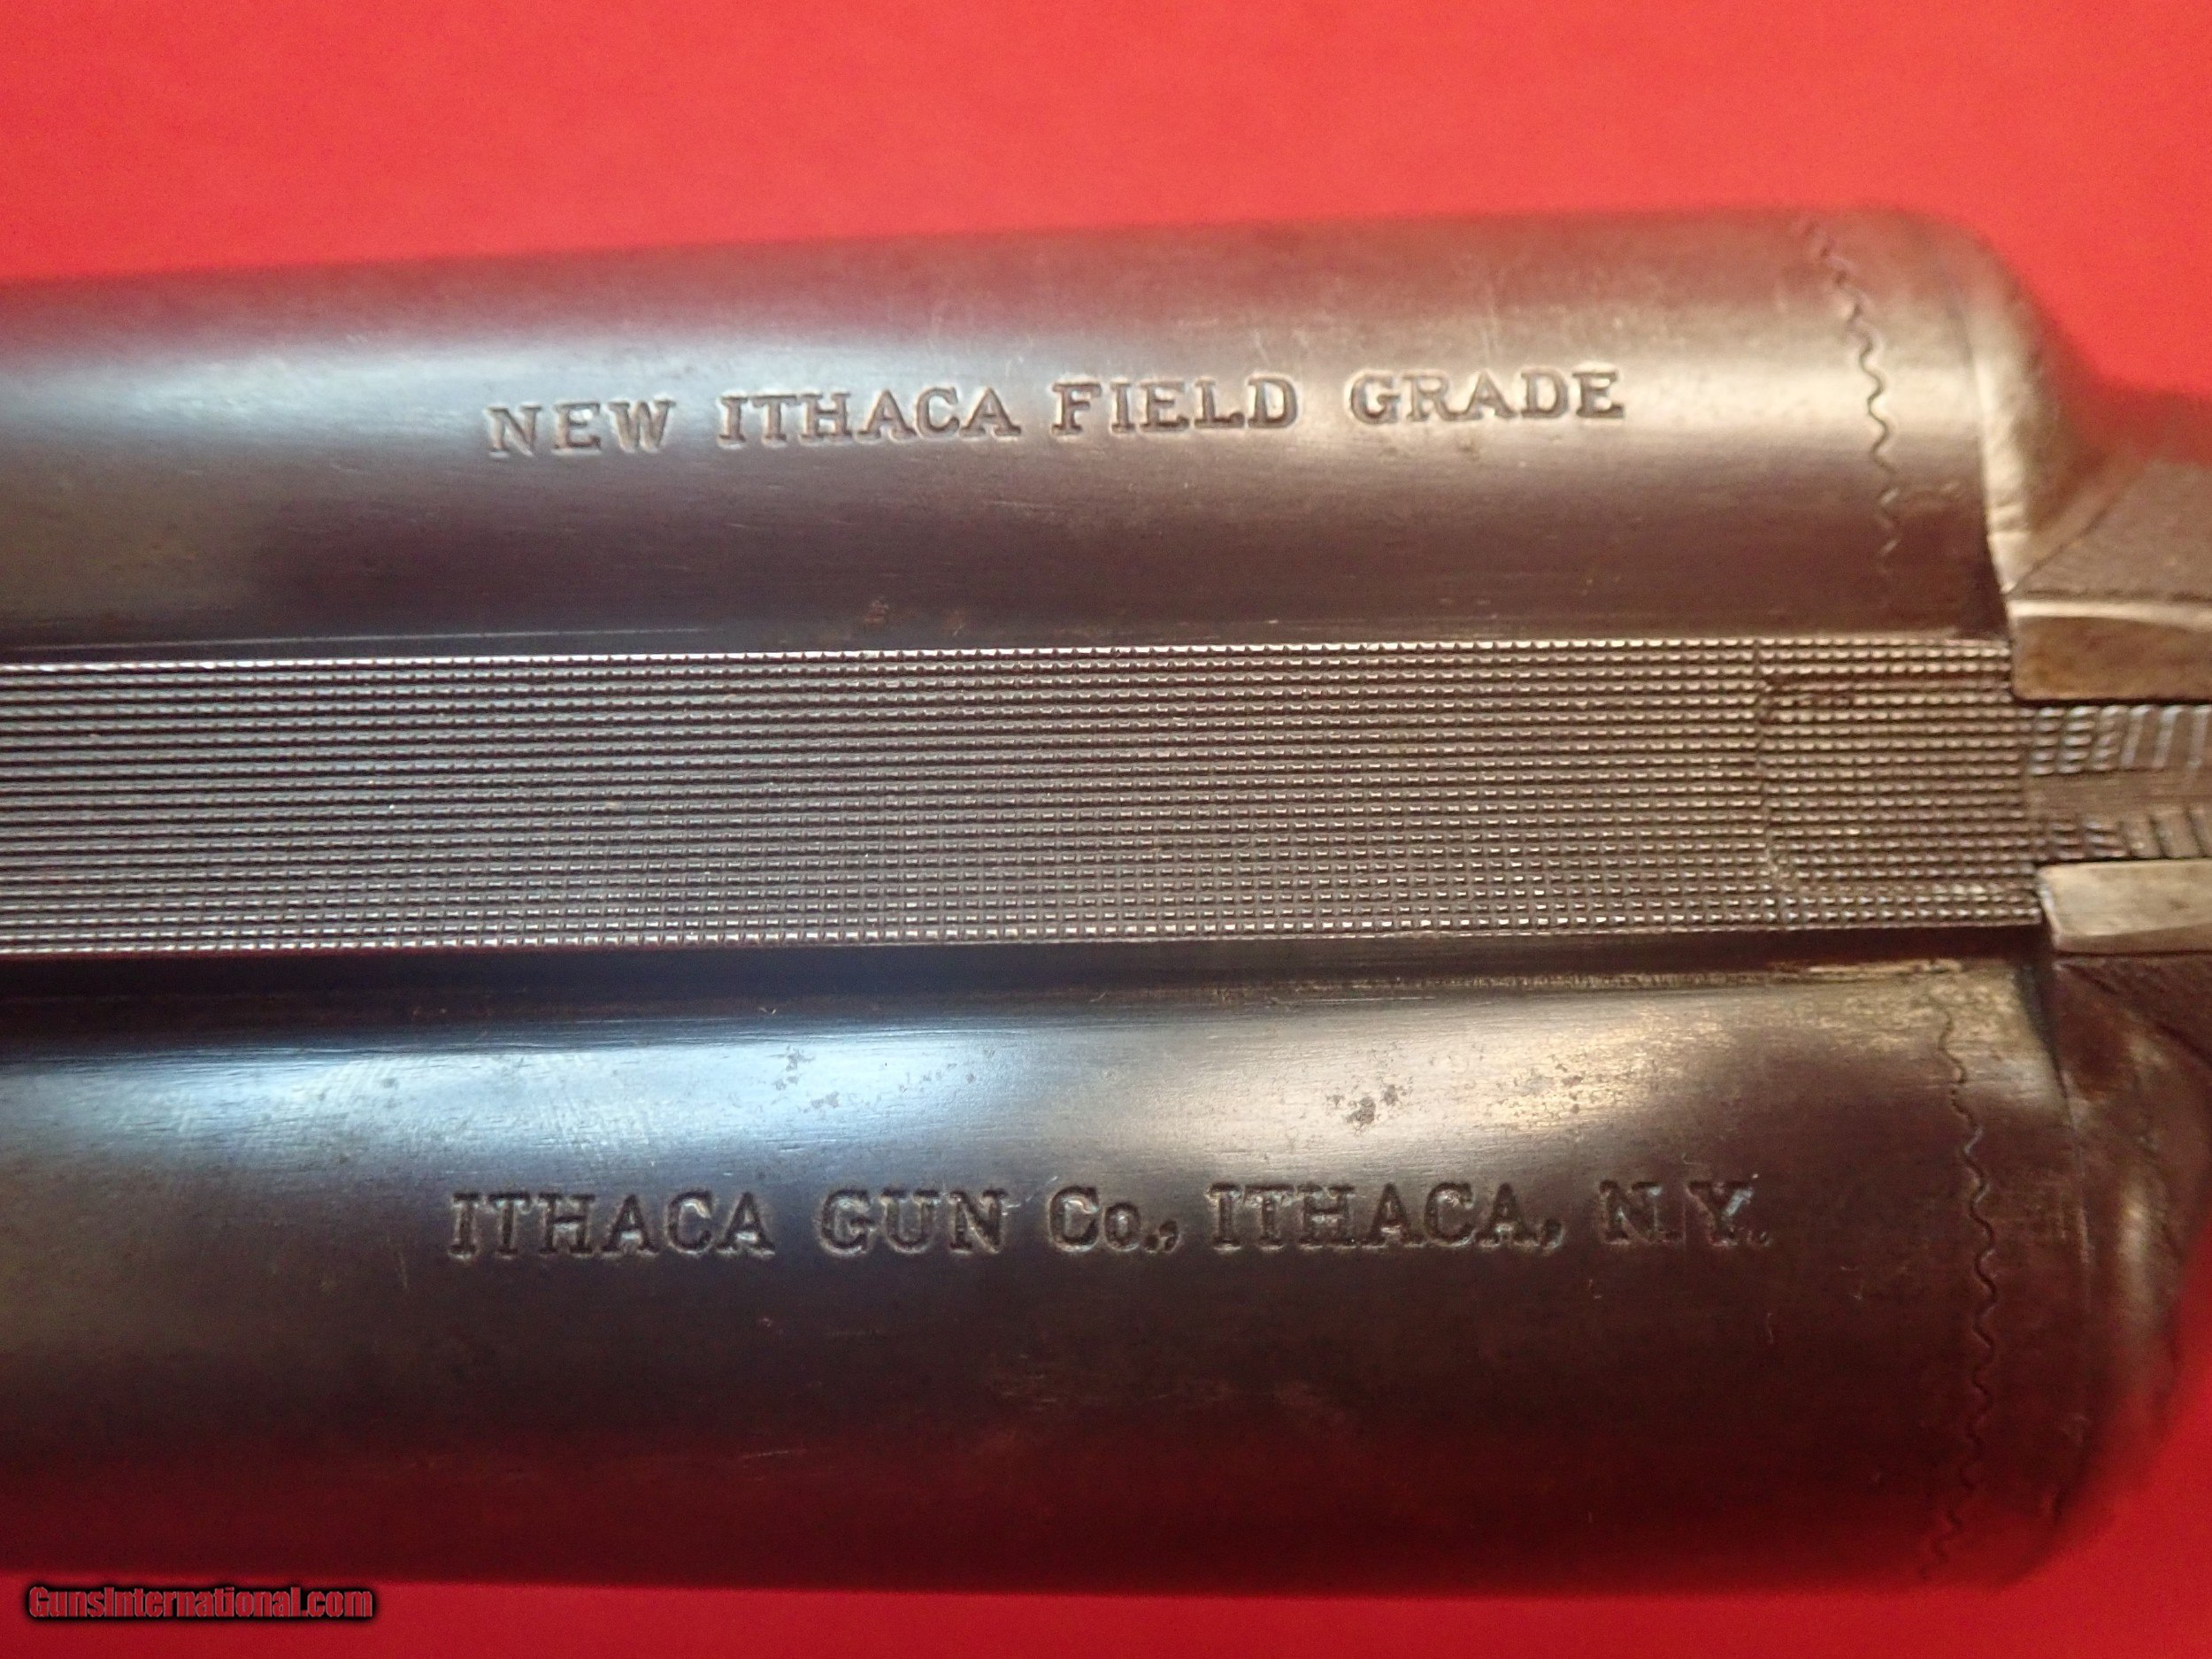 NEW ITHACA FIELD GRADE
ITHACA GUN Co., ITHACA, N.Y.
GunsInternational.com